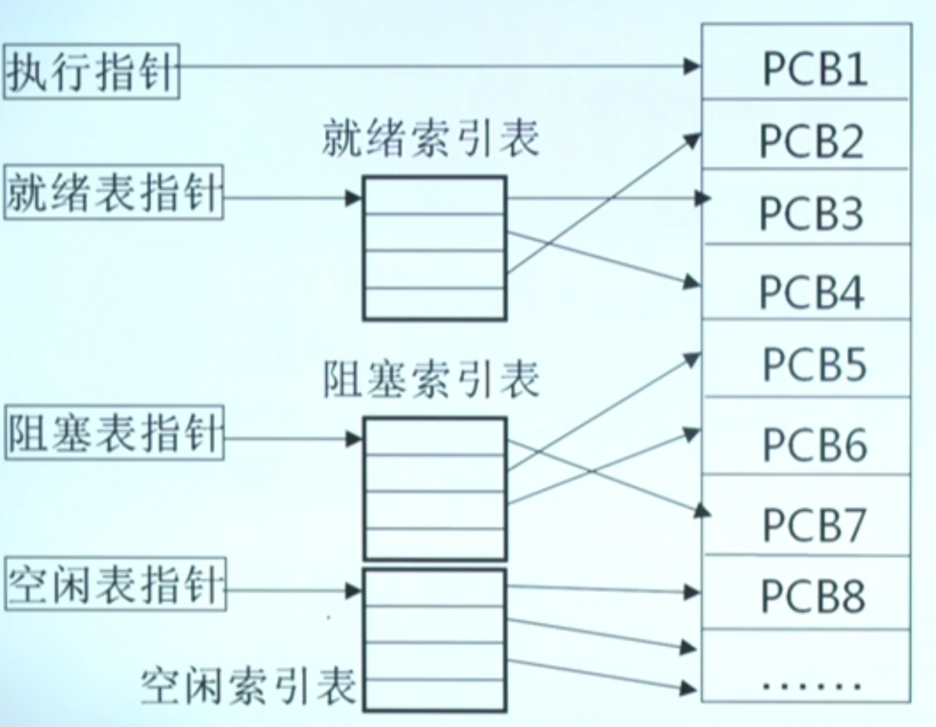 执行指针
就绪索引表
就绪表指针
阻塞索引表
阻塞表指针
空闲表指针
空闲索引表
PCB1
PCB2
PCB3
PCB4
PCB5
PCB6
PCB7
PCB8
......